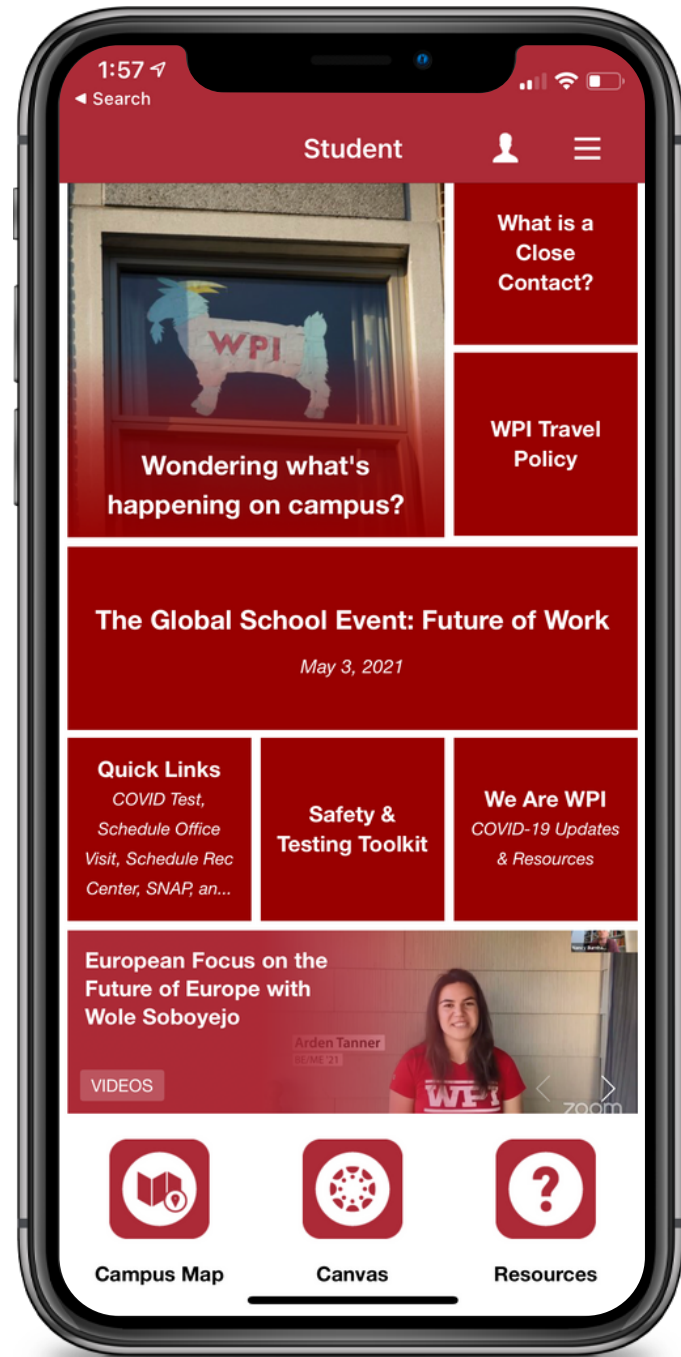 1:57
◀ Search
Student
WPI
Wondering what's
happening on campus?
What is a
Close
Contact?
WPI Travel
Policy
The Global School Event: Future of Work
May 3, 2021
Quick Links
COVID Test,
Schedule Office
Visit, Schedule Rec
Center, SNAP, an...
Safety &
Testing Toolkit
We Are WPI
COVID-19 Updates
& Resources
European Focus on the
Future of Europe with
Wole Soboyejo
Arden Tanner
BE/ME '21
VIDEOS
WPI
zoom
Campus Map
Canvas
Resources